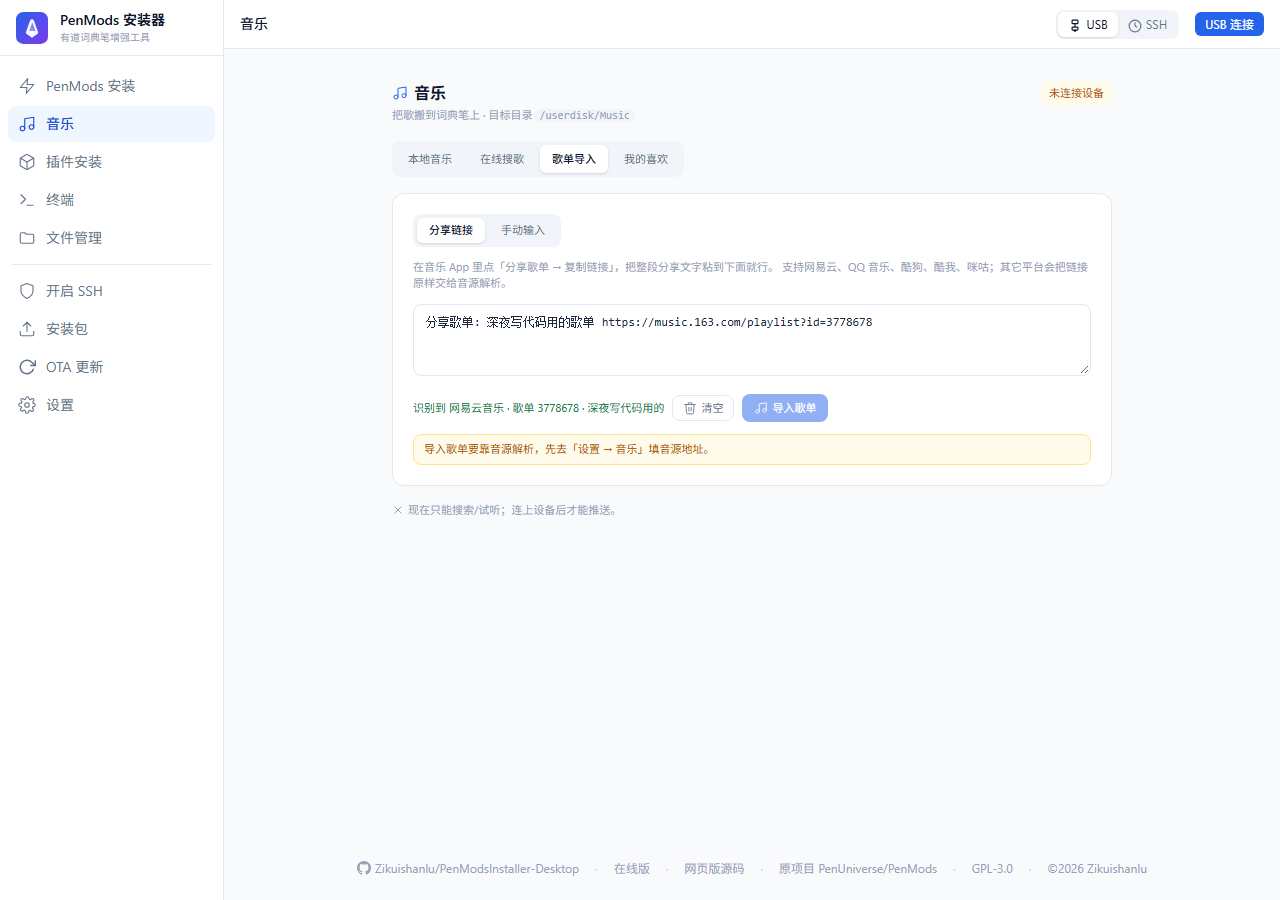 PenMods 安装器
有道词典笔增强工具
音乐
USB
SSH
USB 连接
PenMods 安装
音乐
插件安装
终端
文件管理
开启 SSH
安装包
OTA 更新
设置
音乐
未连接设备
把歌搬到词典笔上 · 目标目录 /userdisk/Music
本地音乐
在线搜歌
歌单导入
我的喜欢
分享链接
手动输入
在音乐 App 里点「分享歌单 → 复制链接」，把整段分享文字粘到下面就行。 支持网易云、QQ 音乐、酷狗、酷我、咪咕；其它平台会把链接
原样交给音源解析。
分享歌单: 深夜写代码用的歌单 https://music.163.com/playlist?id=3778678
识别到 网易云音乐 · 歌单 3778678 · 深夜写代码用的
清空
导入歌单
导入歌单要靠音源解析，先去「设置 → 音乐」填音源地址。
现在只能搜索/试听；连上设备后才能推送。
Zikuishanlu/PenModsInstaller-Desktop · 在线版 · 网页版源码 · 原项目 PenUniverse/PenMods · GPL-3.0 · ©2026 Zikuishanlu